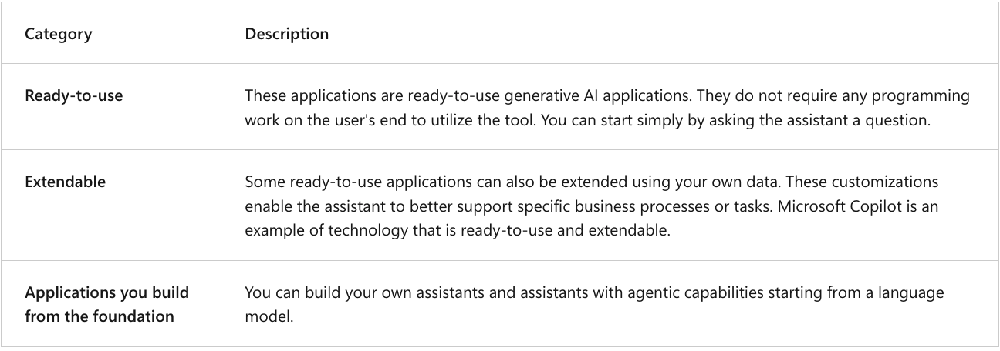 Category Description
Ready-to-use These applications are ready-to-use generative AI applications. They do not require any programming
work on the user's end to utilize the tool. You can start simply by asking the assistant a question.
Extendable Some ready-to-use applications can also be extended using your own data. These customizations
enable the assistant to better support specific business processes or tasks. Microsoft Copilot is an
example of technology that is ready-to-use and extendable.
Applications you build You can build your own assistants and assistants with agentic capabilities starting from a language
from the foundation model.